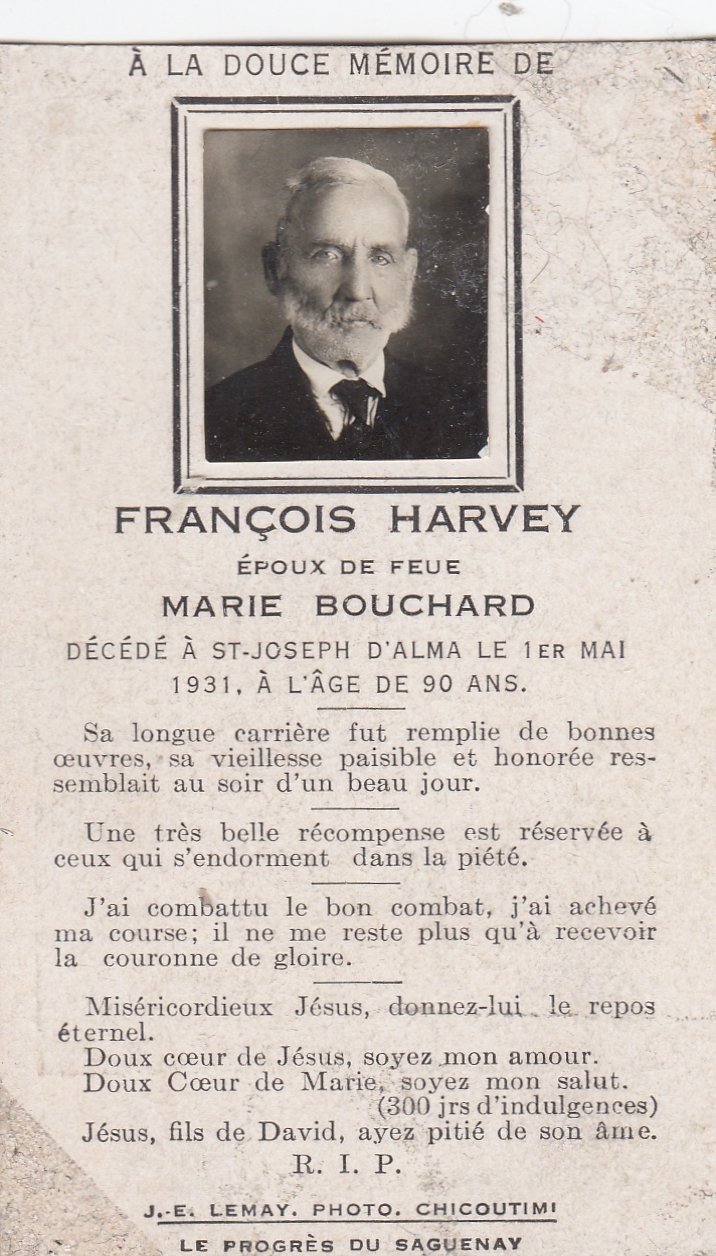 À LA DOUCE MÉMOIRE DE
FRANÇOIS HARVEY
ÉPOUX DE FEUE
MARIE BOUCHARD
DÉCÉDÉ À ST-JOSEPH D'ALMA LE 1ER MAI
1931, À L'ÂGE DE 90 ANS.
Sa longue carrière fut remplie de bonnes
œuvres, sa vieillesse paisible et honorée res-
semblait au soir d'un beau jour.
Une très belle récompense est réservée à
ceux qui s'endorment dans la piété.
J'ai combattu le bon combat, j'ai achevé
ma course; il ne me reste plus qu'à recevoir
la couronne de gloire.
Miséricordieux Jésus, donnez-lui le repos
éternel.
Doux cœur de Jésus, soyez mon amour.
Doux Cœur de Marie, soyez mon salut.
(300 jrs d'indulgences)
Jésus, fils de David, ayez pitié de son âme.
R. I. P.
J.-E. LEMAY. PHOTO. CHICOUTIMI
LE PROGRÈS DU SAGUENAY